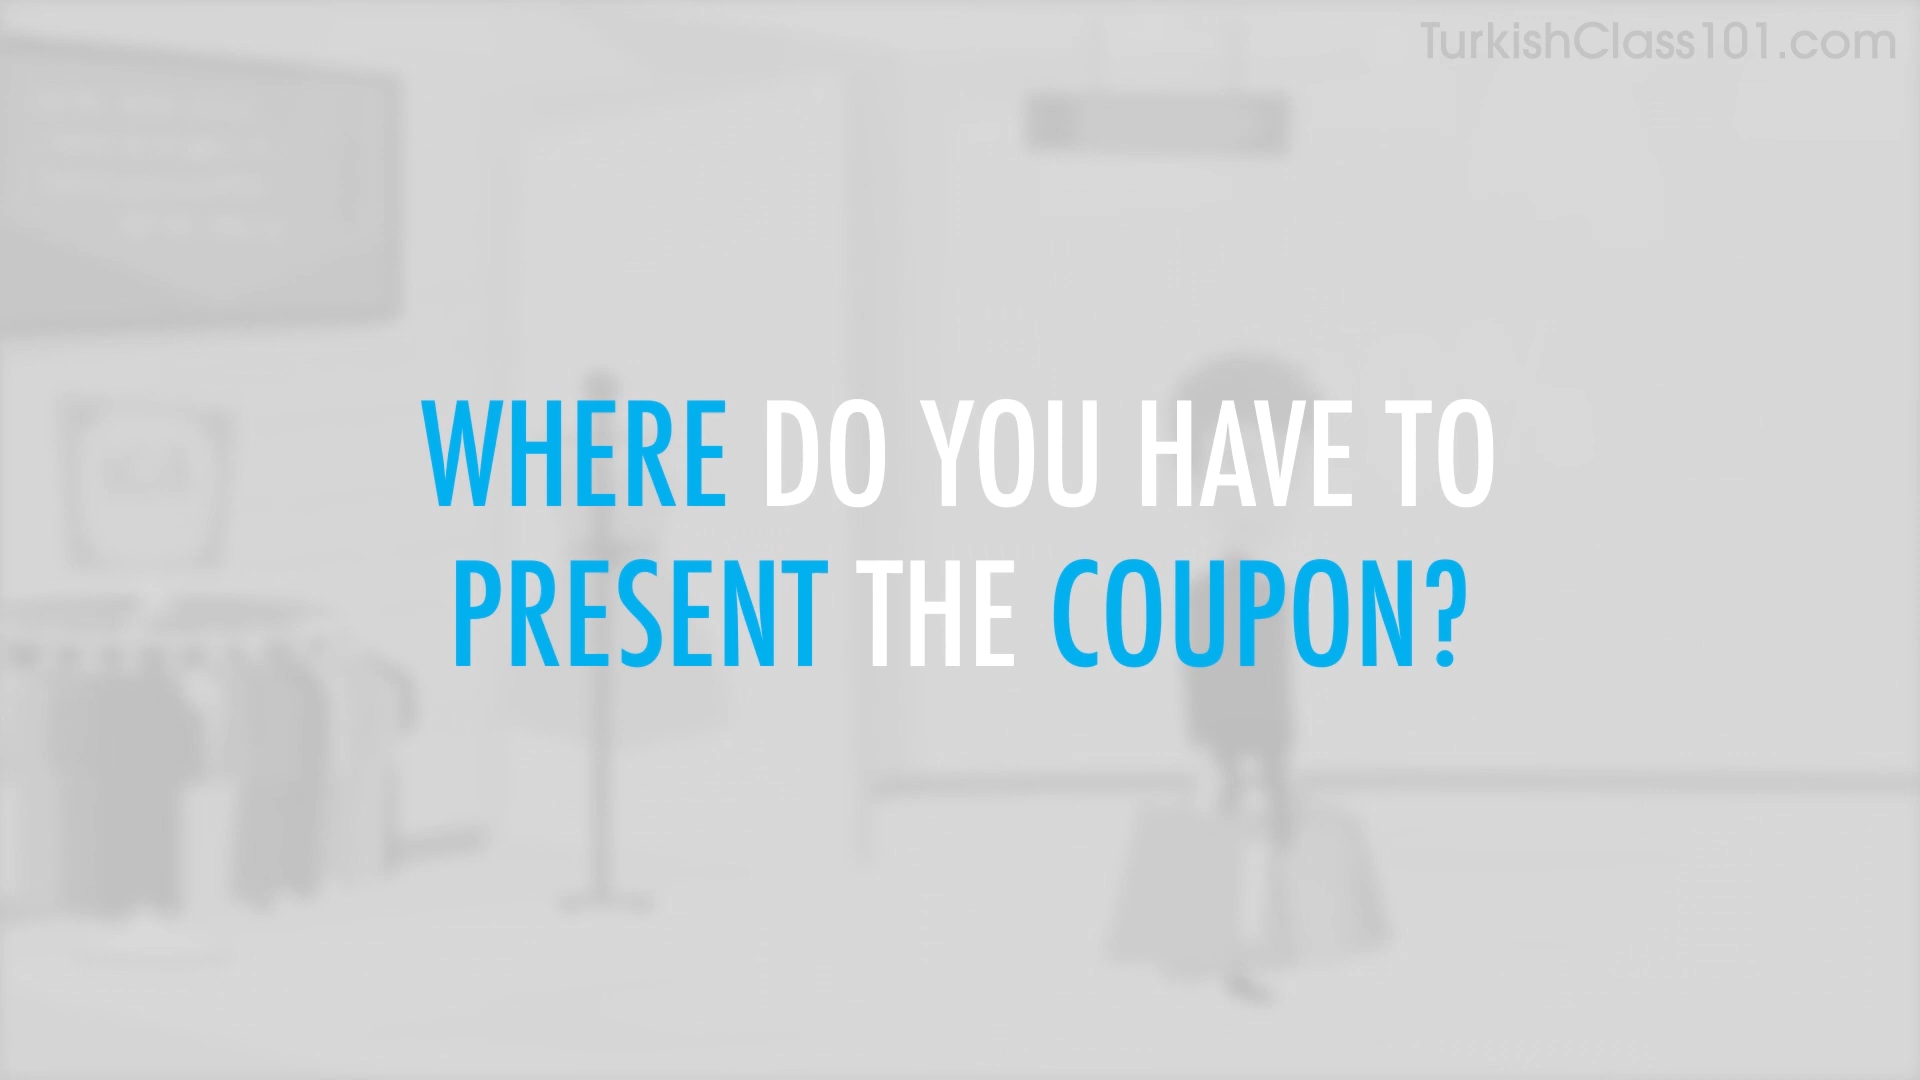 TurkishClass101.com
WHERE DO YOU HAVE TO
PRESENT THE COUPON?